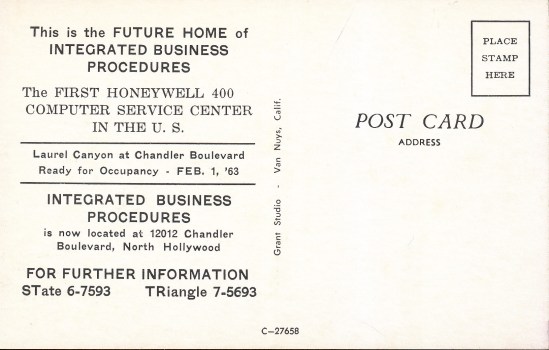 This is the FUTURE HOME of
INTEGRATED BUSINESS
PROCEDURES
The FIRST HONEYWELL 400
COMPUTER SERVICE CENTER
IN THE U. S.
Laurel Canyon at Chandler Boulevard
Ready for Occupancy - FEB. 1, '63
INTEGRATED BUSINESS
PROCEDURES
is now located at 12012 Chandler
Boulevard, North Hollywood
FOR FURTHER INFORMATION
STate 6-7593 TRiangle 7-5693
Grant Studio - Van Nuys, Calif.
PLACE
STAMP
HERE
POST CARD
ADDRESS
C-27658